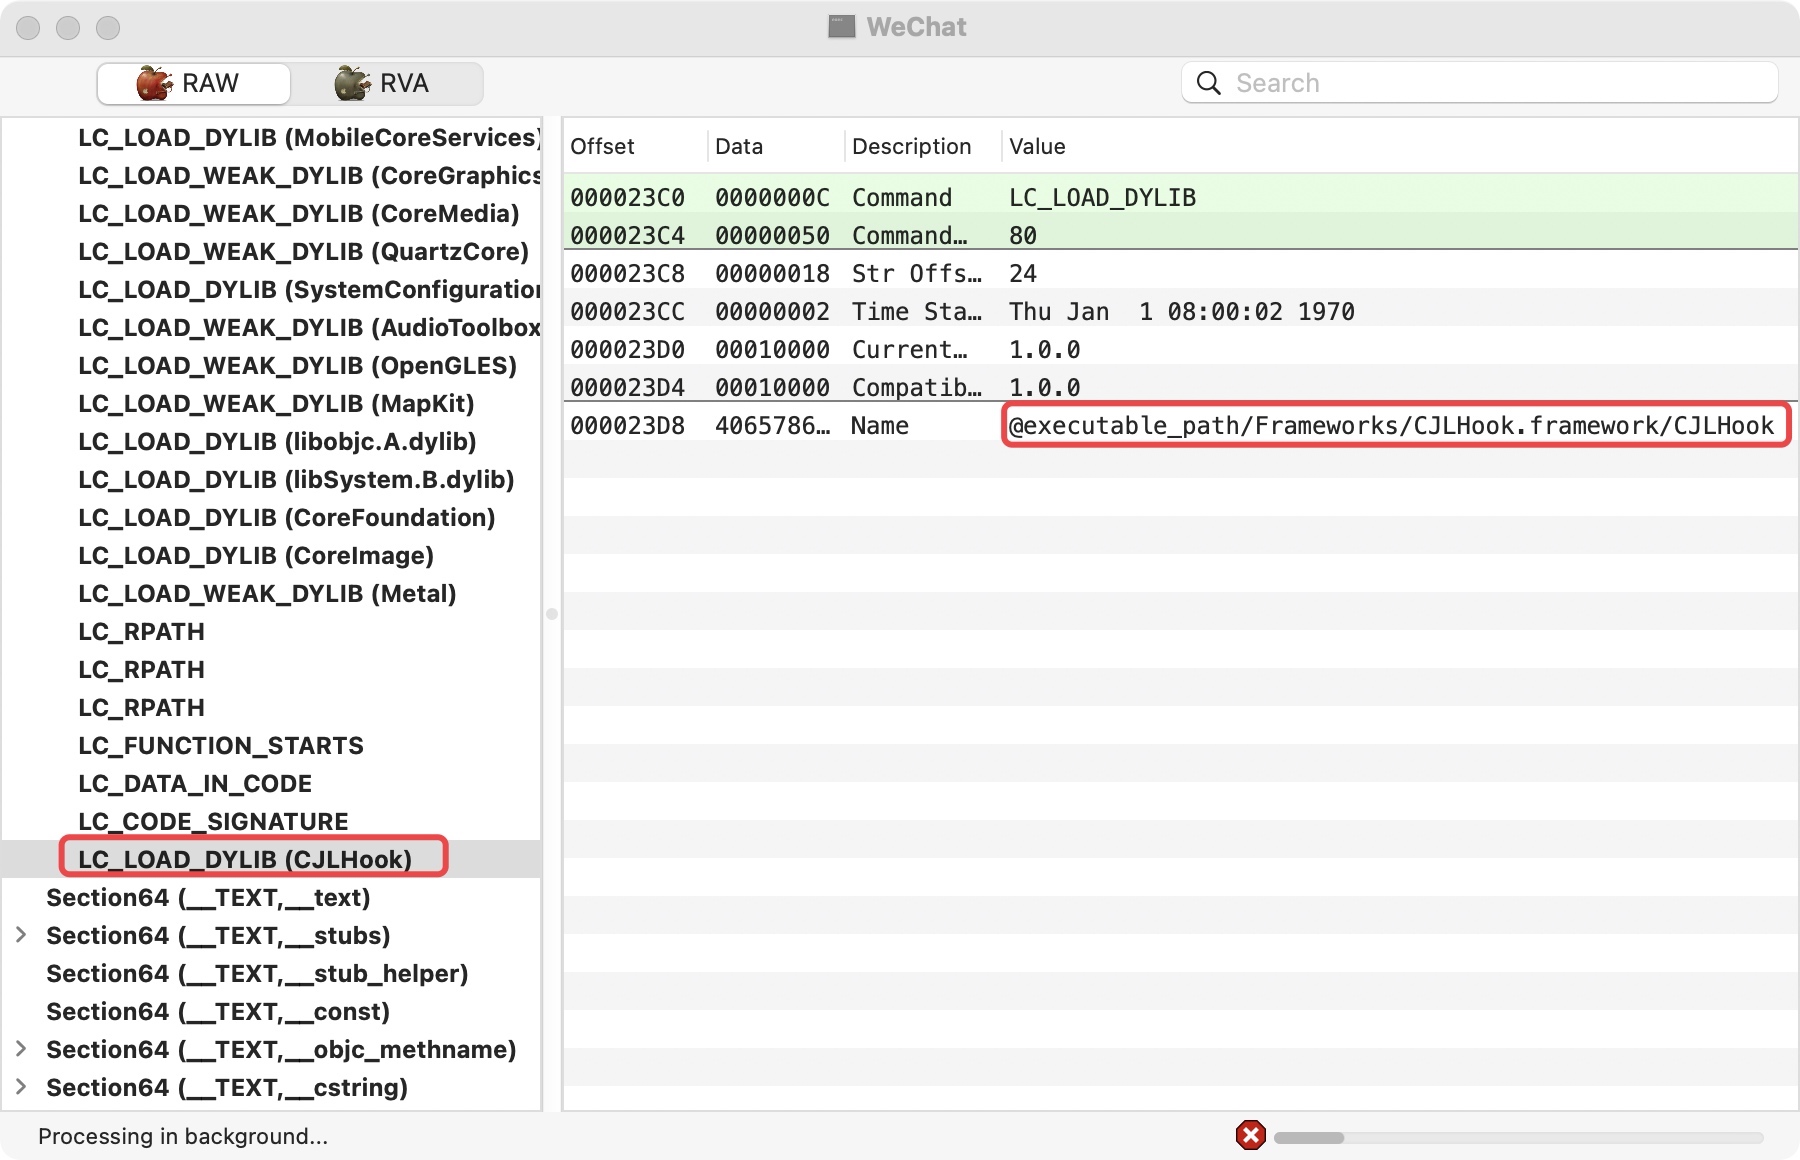 WeChat
RAW
RVA
Search
LC_LOAD_DYLIB (MobileCoreServices)
LC_LOAD_WEAK_DYLIB (CoreGraphics
LC_LOAD_WEAK_DYLIB (CoreMedia)
LC_LOAD_WEAK_DYLIB (QuartzCore)
LC_LOAD_DYLIB (SystemConfiguration
LC_LOAD_WEAK_DYLIB (AudioToolbox
LC_LOAD_WEAK_DYLIB (OpenGLES)
LC_LOAD_WEAK_DYLIB (MapKit)
LC_LOAD_DYLIB (libobjc.A.dylib)
LC_LOAD_DYLIB (libSystem.B.dylib)
LC_LOAD_DYLIB (CoreFoundation)
LC_LOAD_DYLIB (CoreImage)
LC_LOAD_WEAK_DYLIB (Metal)
LC_RPATH
LC_RPATH
LC_RPATH
LC_FUNCTION_STARTS
LC_DATA_IN_CODE
LC_CODE_SIGNATURE
LC_LOAD_DYLIB (CJLHook)
Section64 (__TEXT,__text)
Section64 (__TEXT,__stubs)
Section64 (__TEXT,__stub_helper)
Section64 (__TEXT,__const)
Section64 (__TEXT,__objc_methname)
Section64 (__TEXT,__cstring)
Offset Data Description Value
000023C0 0000000C Command LC_LOAD_DYLIB
000023C4 00000050 Command… 80
000023C8 00000018 Str Offs… 24
000023CC 00000002 Time Sta… Thu Jan  1 08:00:02 1970
000023D0 00010000 Current… 1.0.0
000023D4 00010000 Compatib… 1.0.0
000023D8 4065786… Name @executable_path/Frameworks/CJLHook.framework/CJLHook
Processing in background...